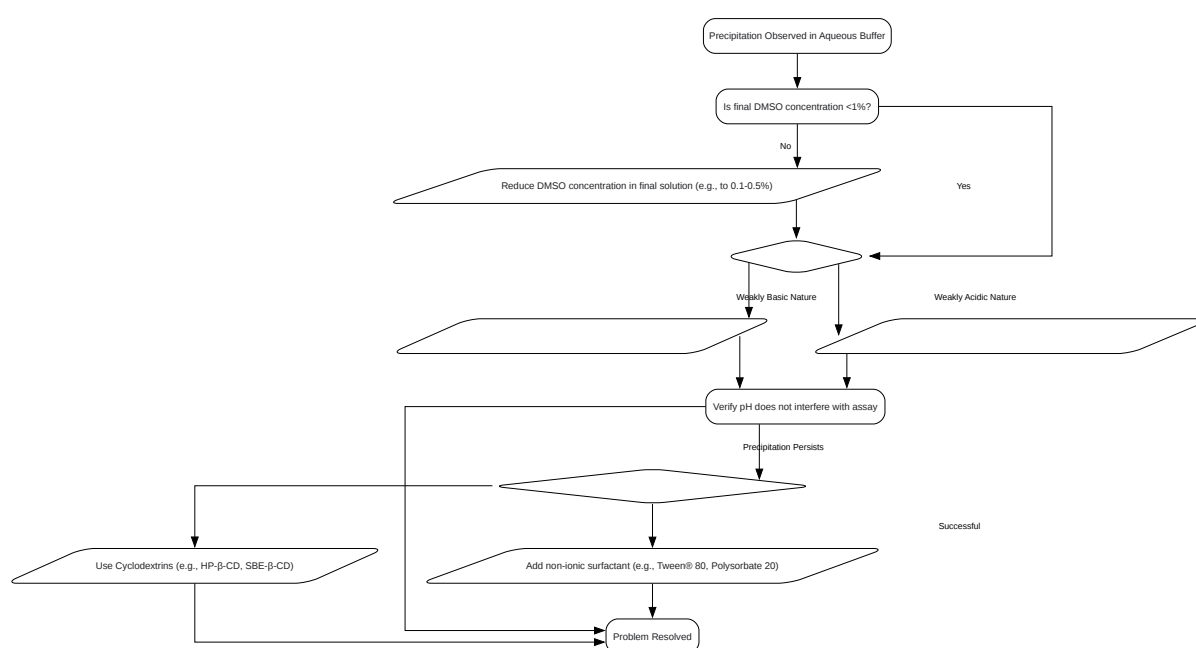 Precipitation Observed in Aqueous Buffer
Is final DMSO concentration <1%?
No
Reduce DMSO concentration in final solution (e.g., to 0.1-0.5%)
Yes
Weakly Basic Nature
Weakly Acidic Nature
Verify pH does not interfere with assay
Precipitation Persists
Successful
Use Cyclodextrins (e.g., HP-β-CD, SBE-β-CD)
Add non-ionic surfactant (e.g., Tween® 80, Polysorbate 20)
Problem Resolved